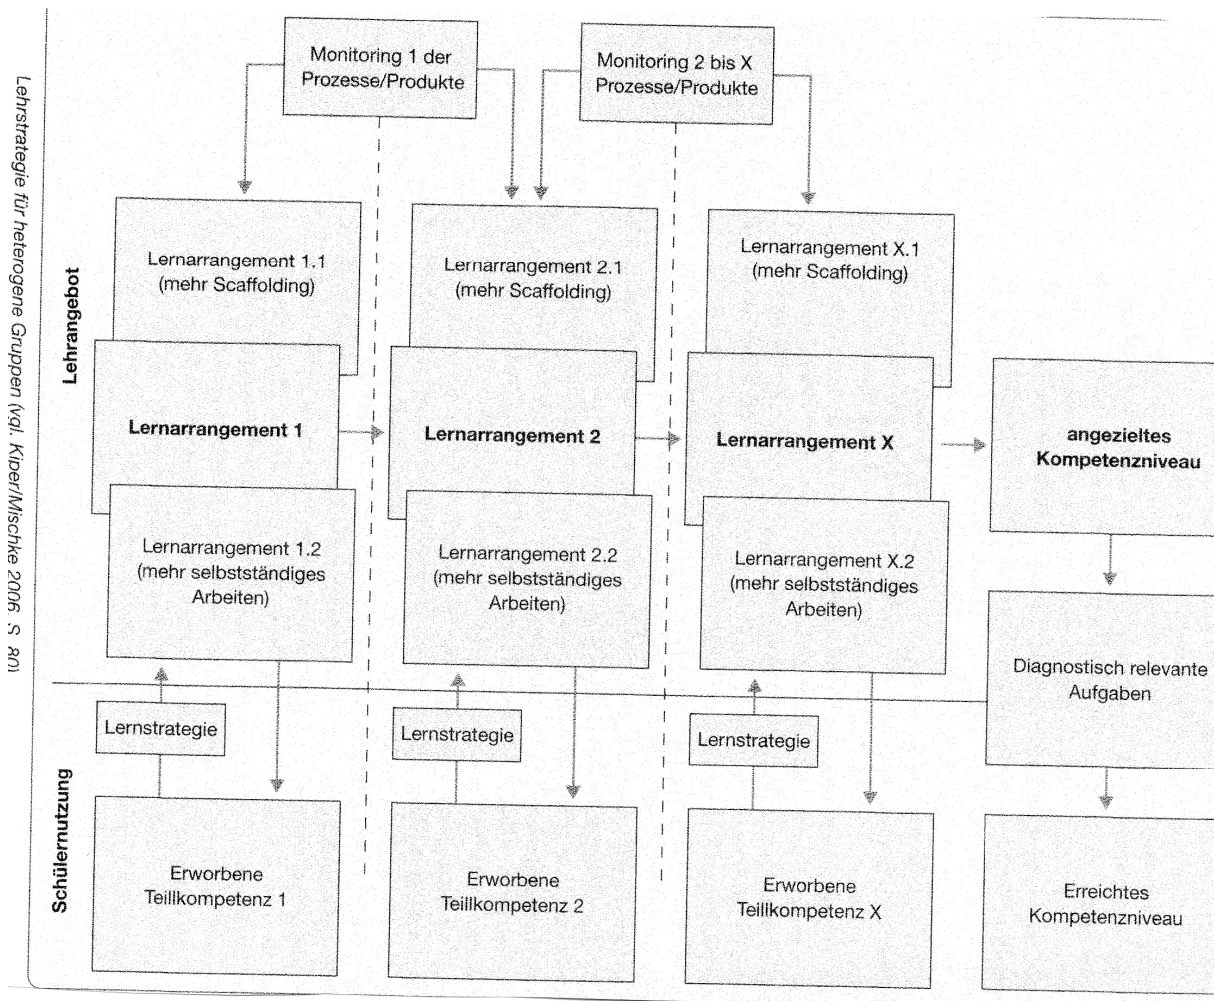 Monitoring 1 der
Prozesse/Produkte
Monitoring 2 bis X
Prozesse/Produkte
Lehrstrategie für heterogene Gruppen (vgl. Kiper/Mischke 2006, S. 80)
Lehrangebot
Lernarrangement 1.1
(mehr Scaffolding)
Lernarrangement 2.1
(mehr Scaffolding)
Lernarrangement X.1
(mehr Scaffolding)
Lernarrangement 1
Lernarrangement 2
Lernarrangement X
angezieltes
Kompetenzniveau
Lernarrangement 1.2
(mehr selbstständiges
Arbeiten)
Lernarrangement 2.2
(mehr selbstständiges
Arbeiten)
Lernarrangement X.2
(mehr selbstständiges
Arbeiten)
Diagnostisch relevante
Aufgaben
Schülernutzung
Lernstrategie
Lernstrategie
Lernstrategie
Erworbene
Teillkompetenz 1
Erworbene
Teillkompetenz 2
Erworbene
Teillkompetenz X
Erreichtes
Kompetenzniveau